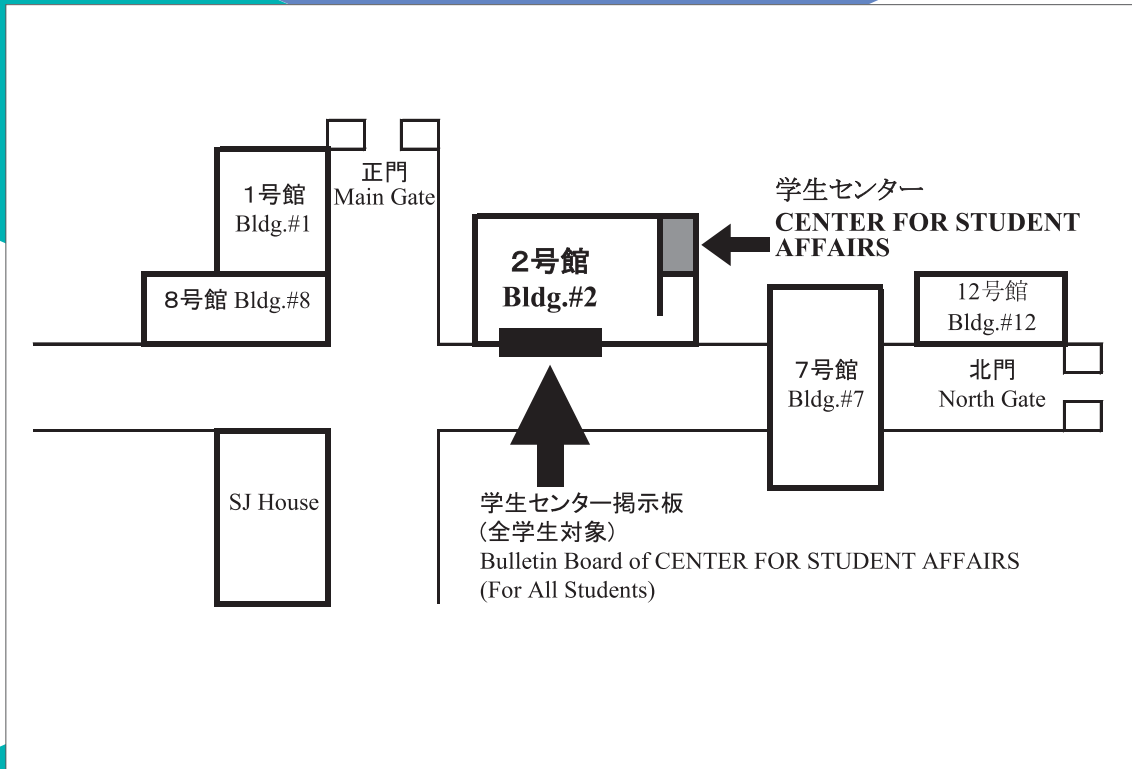 正門
Main Gate
1号館
Bldg.#1
8号館 Bldg.#8
2号館
Bldg.#2
学生センター
CENTER FOR STUDENT
AFFAIRS
12号館
Bldg.#12
7号館
Bldg.#7
北門
North Gate
SJ House
学生センター掲示板
(全学生対象)
Bulletin Board of CENTER FOR STUDENT AFFAIRS
(For All Students)